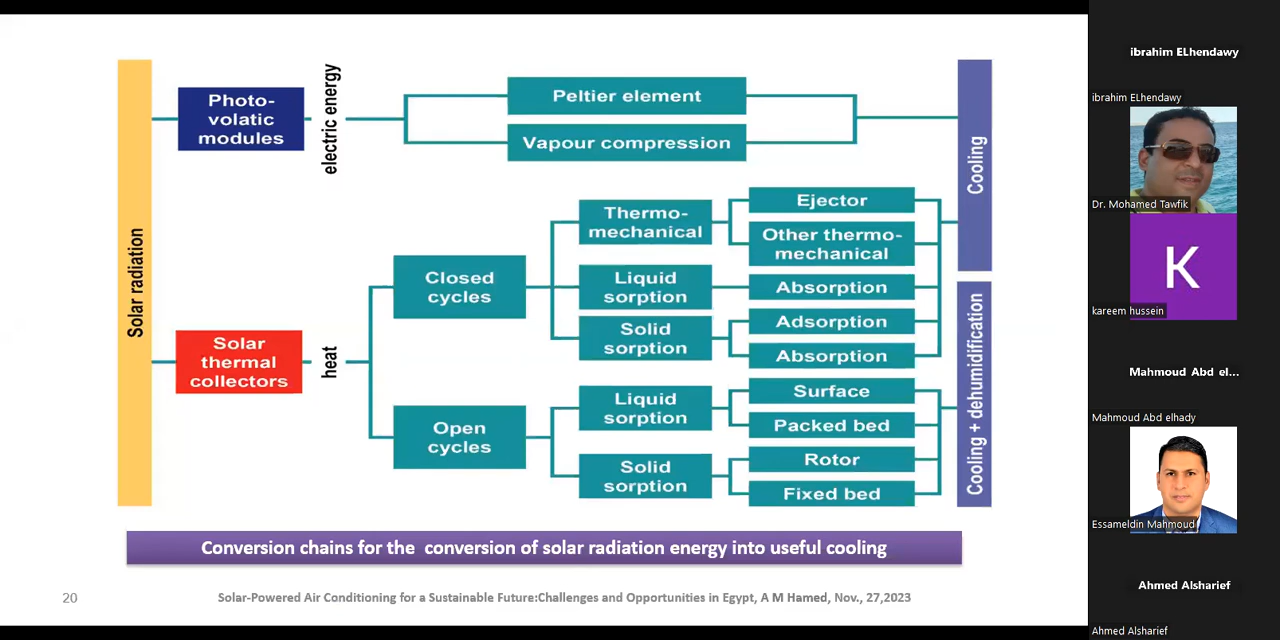 Solar radiation
Photo-
volatic
modules
electric energy
Peltier element
Vapour compression
Cooling
Solar
thermal
collectors
heat
Closed
cycles
Thermo-
mechanical
Ejector
Other thermo-
mechanical
Liquid
sorption
Absorption
Solid
sorption
Adsorption
Absorption
Open
cycles
Liquid
sorption
Surface
Packed bed
Solid
sorption
Rotor
Fixed bed
Cooling + dehumidification
Conversion chains for the conversion of solar radiation energy into useful cooling
20
Solar-Powered Air Conditioning for a Sustainable Future:Challenges and Opportunities in Egypt, A M Hamed, Nov., 27,2023
ibrahim ELhendawy
ibrahim ELhendawy
Dr. Mohamed Tawfik
K
kareem hussein
Mahmoud Abd el...
Mahmoud Abd elhady
Essameldin Mahmoud
Ahmed Alsharief
Ahmed Alsharief